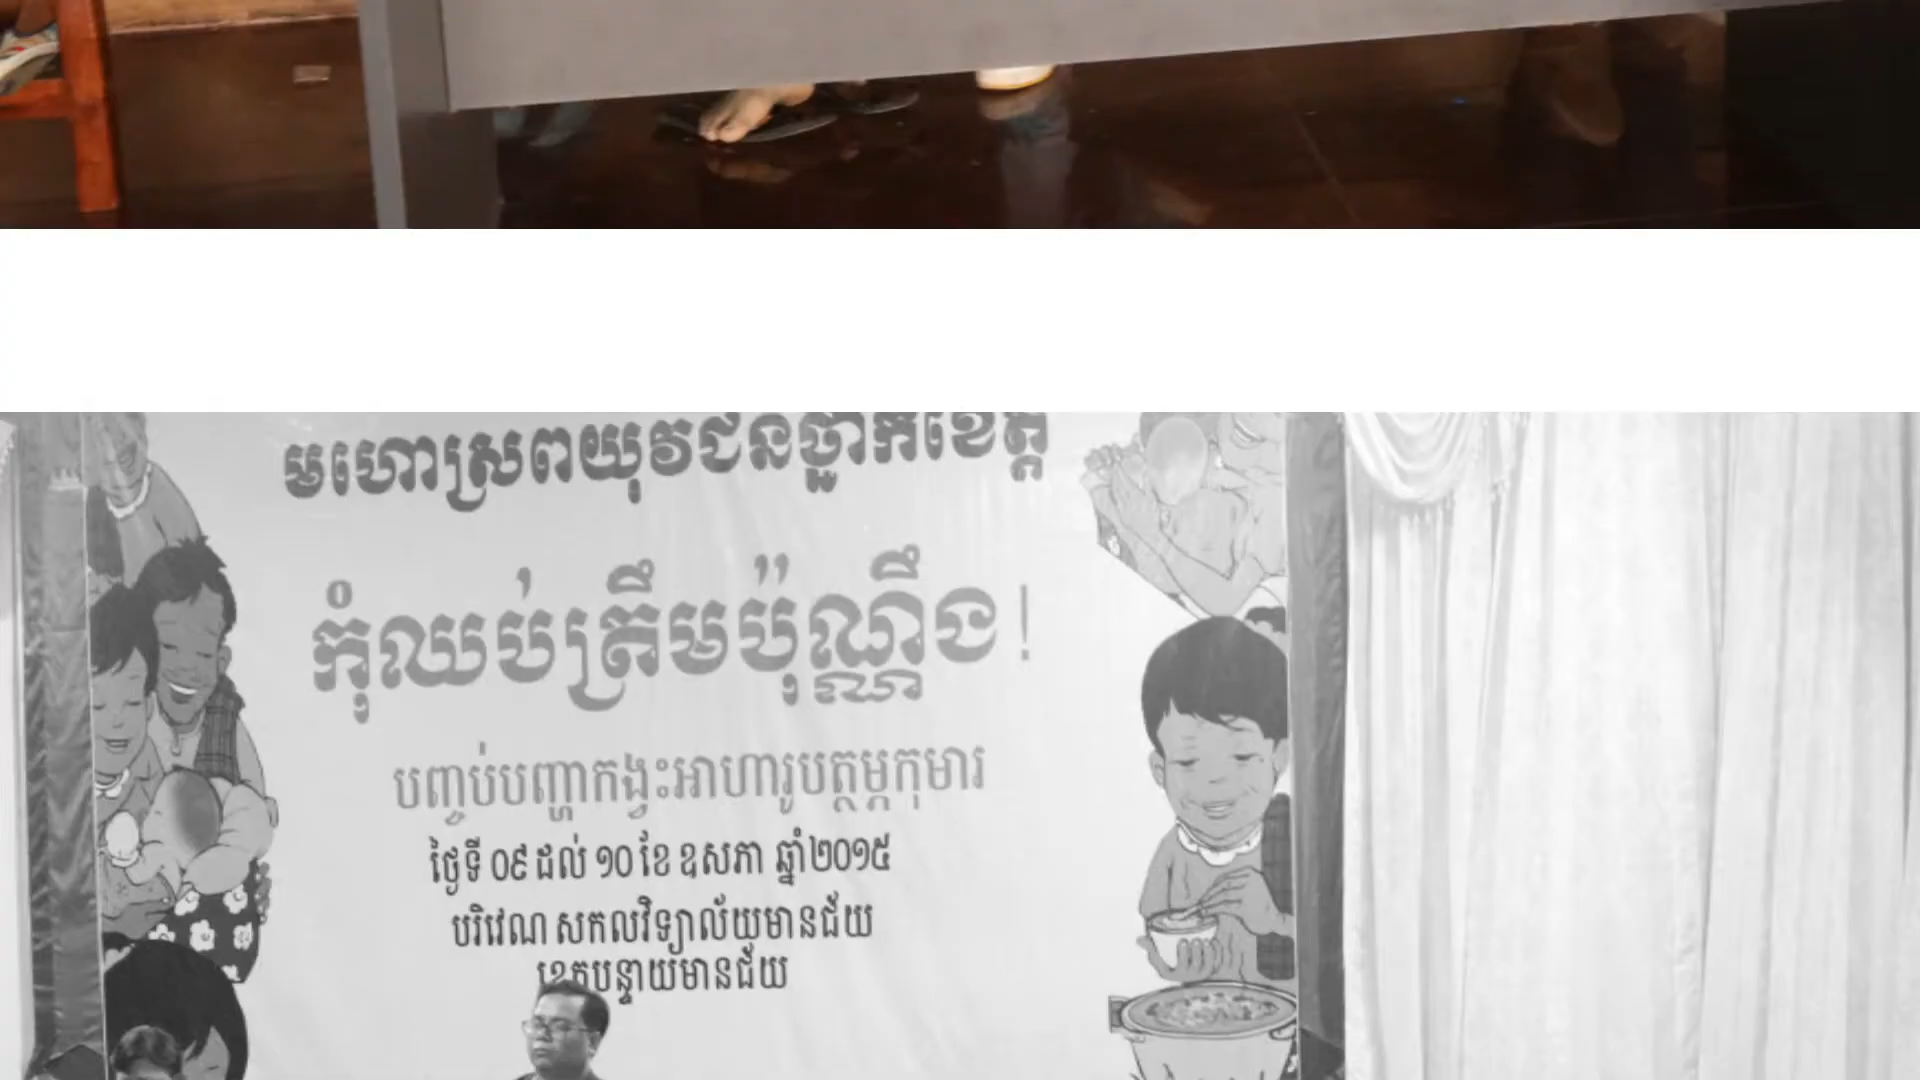 មហោស្រពយុវជនថ្នាក់ខេត្ត
កុំឈប់ត្រឹមប៉ុណ្ណឹង !
បញ្ចប់បញ្ហាកង្វះអាហារូបត្ថម្ភកុមារ
ថ្ងៃទី ០៩ ដល់ ១០ ខែ ឧសភា ឆ្នាំ២០១៥
បរិវេណ សកលវិទ្យាល័យមានជ័យ
ខេត្តបន្ទាយមានជ័យ